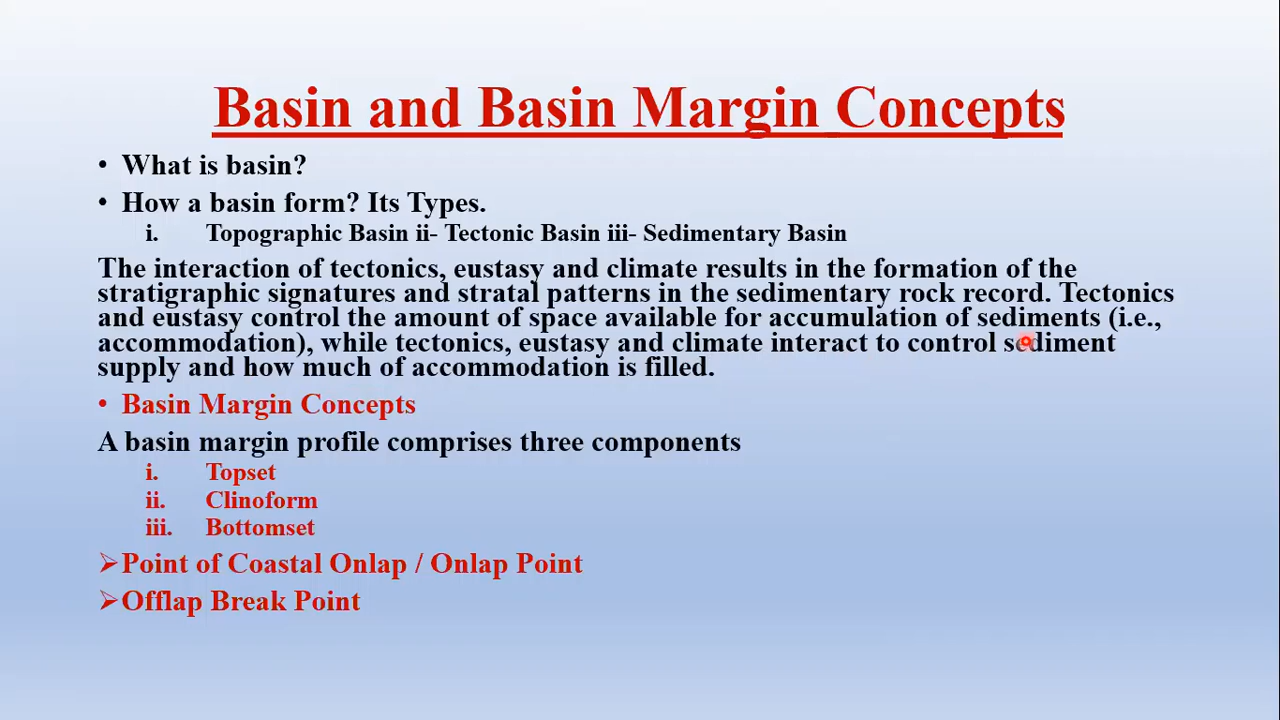 Basin and Basin Margin Concepts
• What is basin?
• How a basin form? Its Types.
i. Topographic Basin ii- Tectonic Basin iii- Sedimentary Basin
The interaction of tectonics, eustasy and climate results in the formation of the
stratigraphic signatures and stratal patterns in the sedimentary rock record. Tectonics
and eustasy control the amount of space available for accumulation of sediments (i.e.,
accommodation), while tectonics, eustasy and climate interact to control sediment
supply and how much of accommodation is filled.
• Basin Margin Concepts
A basin margin profile comprises three components
i. Topset
ii. Clinoform
iii. Bottomset
➢Point of Coastal Onlap / Onlap Point
➢Offlap Break Point